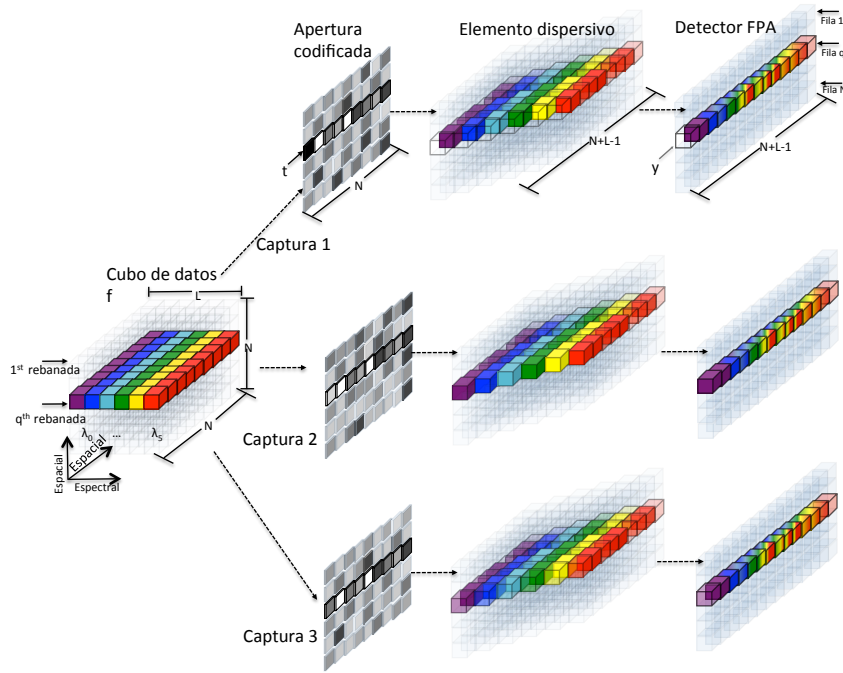 Apertura
codificada
Elemento dispersivo
Detector FPA
Fila 1
Fila q
Fila N
t
N
N+L-1
y
N+L-1
Captura 1
Cubo de datos
f
L
N
1st rebanada
qth rebanada
N
λ0 ... λ5
Espacial
Espacial
Espectral
Captura 2
Captura 3